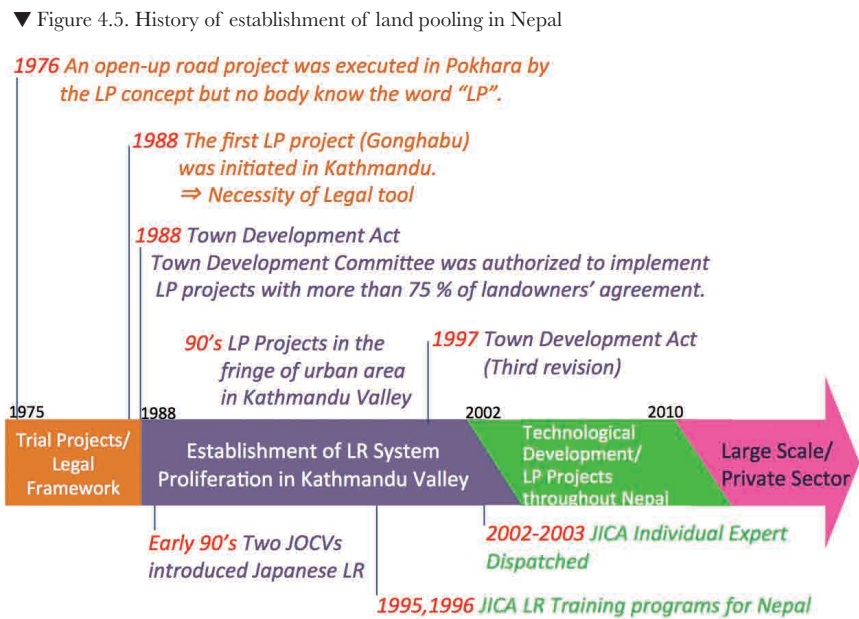 ▼ Figure 4.5. History of establishment of land pooling in Nepal
1976 An open-up road project was executed in Pokhara by
the LP concept but no body know the word “LP”.
1988 The first LP project (Gonghabu)
was initiated in Kathmandu.
⇒ Necessity of Legal tool
1988 Town Development Act
Town Development Committee was authorized to implement
LP projects with more than 75 % of landowners’ agreement.
90’s LP Projects in the
fringe of urban area
in Kathmandu Valley
1997 Town Development Act
(Third revision)
1975
1988
2002
2010
Trial Projects/
Legal
Framework
Establishment of LR System
Proliferation in Kathmandu Valley
Technological
Development/
LP Projects
throughout Nepal
Large Scale/
Private Sector
Early 90’s Two JOCVs
introduced Japanese LR
2002-2003 JICA Individual Expert
Dispatched
1995,1996 JICA LR Training programs for Nepal